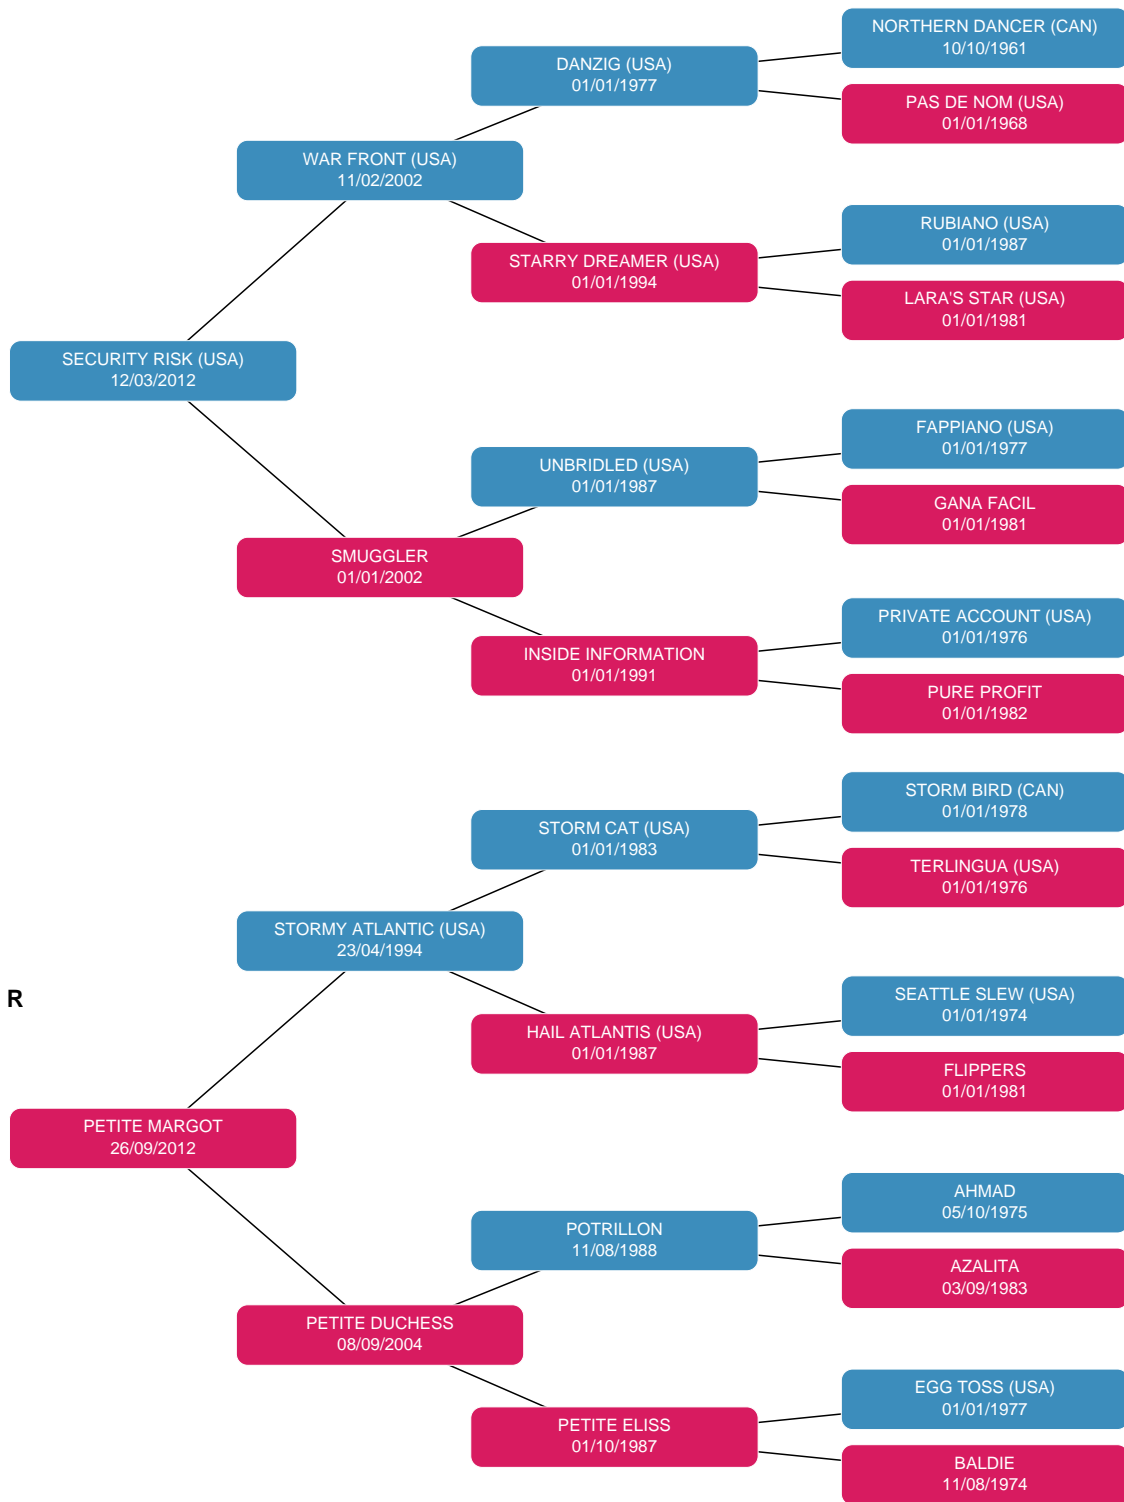 NORTHERN DANCER (CAN)
10/10/1961
DANZIG (USA)
01/01/1977
PAS DE NOM (USA)
01/01/1968
WAR FRONT (USA)
11/02/2002
RUBIANO (USA)
01/01/1987
STARRY DREAMER (USA)
01/01/1994
LARA'S STAR (USA)
01/01/1981
SECURITY RISK (USA)
12/03/2012
FAPPIANO (USA)
01/01/1977
UNBRIDLED (USA)
01/01/1987
GANA FACIL
01/01/1981
SMUGGLER
01/01/2002
PRIVATE ACCOUNT (USA)
01/01/1976
INSIDE INFORMATION
01/01/1991
PURE PROFIT
01/01/1982
STORM BIRD (CAN)
01/01/1978
STORM CAT (USA)
01/01/1983
TERLINGUA (USA)
01/01/1976
STORMY ATLANTIC (USA)
23/04/1994
R
SEATTLE SLEW (USA)
01/01/1974
HAIL ATLANTIS (USA)
01/01/1987
FLIPPERS
01/01/1981
PETITE MARGOT
26/09/2012
AHMAD
05/10/1975
POTRILLON
11/08/1988
AZALITA
03/09/1983
PETITE DUCHESS
08/09/2004
EGG TOSS (USA)
01/01/1977
PETITE ELISS
01/10/1987
BALDIE
11/08/1974